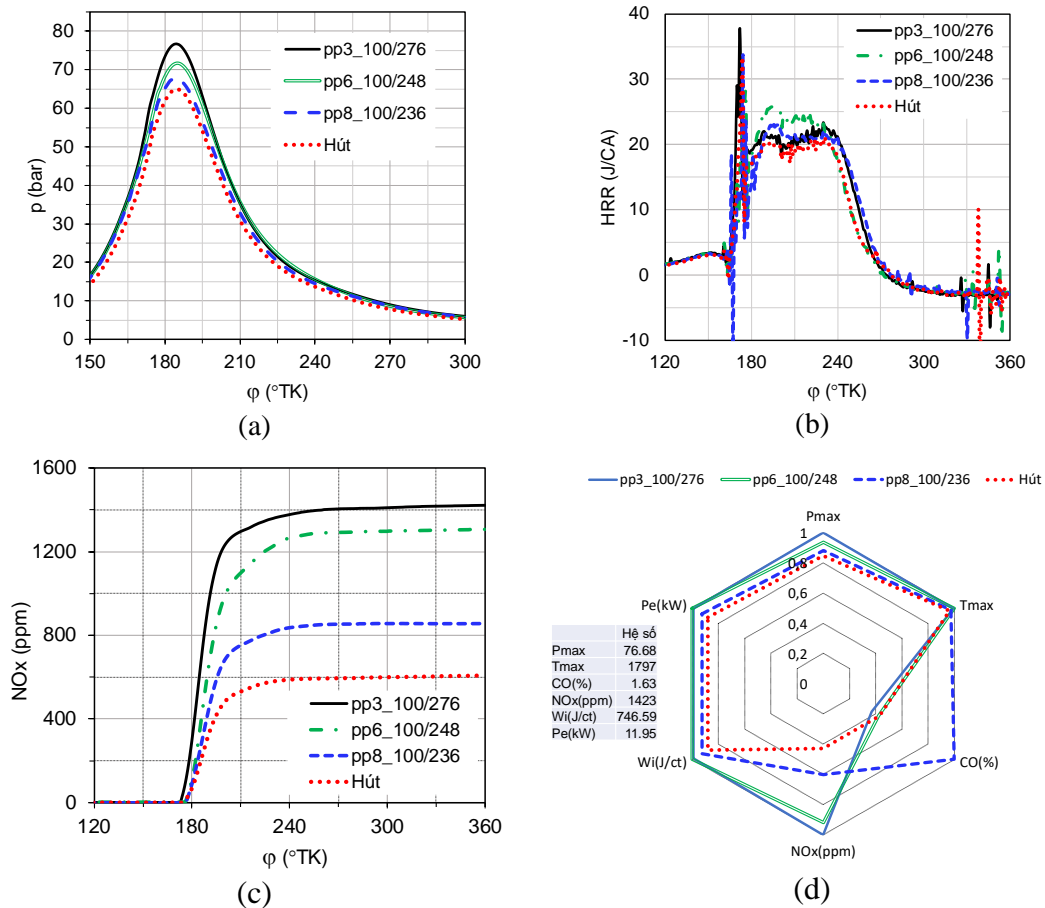 80
70
60
50
40
30
20
10
0
p (bar)
pp3_100/276
pp6_100/248
pp8_100/236
Hút
150 180 210 240 270 300
φ (°TK)
(a)
40
30
20
10
0
-10
HRR (J/CA)
pp3_100/276
pp6_100/248
pp8_100/236
Hút
120 180 240 300 360
φ (°TK)
(b)
1600
1200
800
400
0
NOx (ppm)
pp3_100/276
pp6_100/248
pp8_100/236
Hút
120 180 240 300 360
φ (°TK)
(c)
pp3_100/276 pp6_100/248 pp8_100/236 Hút
Pmax
1
0,8
0,6
0,4
0,2
0
Tmax
CO(%)
NOx(ppm)
Wi(J/ct)
Pe(kW)
Hệ số
Pmax 76.68
Tmax 1797
CO(%) 1.63
NOx(ppm) 1423
Wi(J/ct) 746.59
Pe(kW) 11.95
(d)